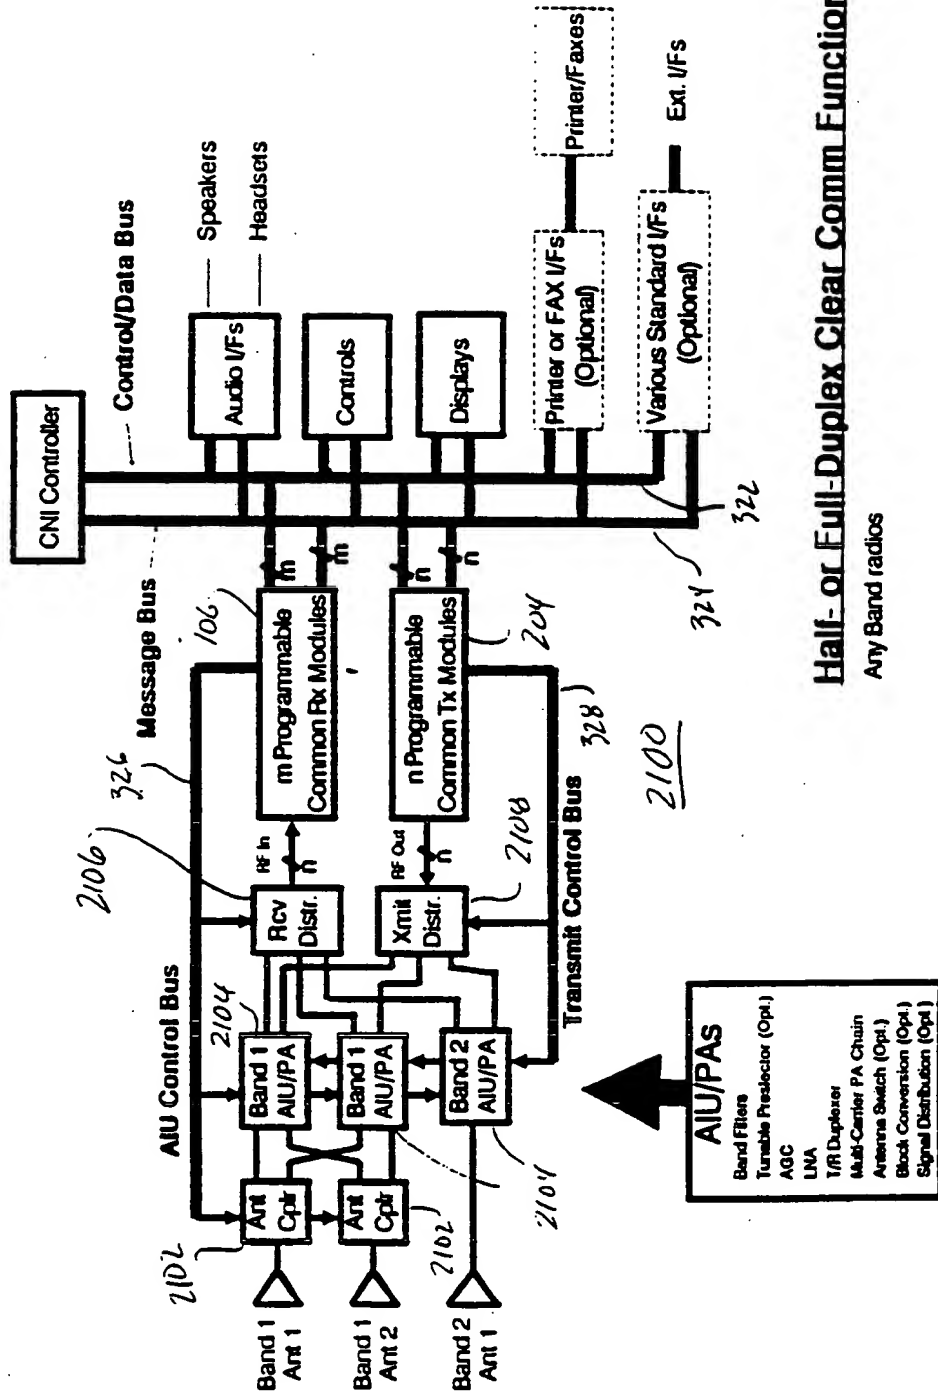 CNI Controller
Control/Data Bus
Message Bus
Speakers
Headsets
Audio I/Fs
Controls
Displays
Printer or FAX I/Fs
(Optional)
Printer/Faxes
Various Standard I/Fs
(Optional)
Ext. I/Fs
322
324
106
m Programmable
Common Rx Modules
m
m
204
n Programmable
Common Tx Modules
n
n
326
328
AIU Control Bus
Transmit Control Bus
2106
Rcv
Distr.
RF In
n
2108
Xmit
Distr.
RF Out
n
2104
Band 1
AIU/PA
Band 1
AIU/PA
Band 2
AIU/PA
2104
2102
Ant
Cplr
Ant
Cplr
2102
Band 1
Ant 1
Band 1
Ant 2
Band 2
Ant 1
2100
AIU/PAs
Band Filters
Tunable Preslector (Opt.)
AGC
LNA
T/R Duplexer
Multi-Carrier PA Chain
Antenna Switch (Opt.)
Block Conversion (Opt.)
Signal Distribution (Opt.)
Half- or Full-Duplex Clear Comm Function
Any Band radios